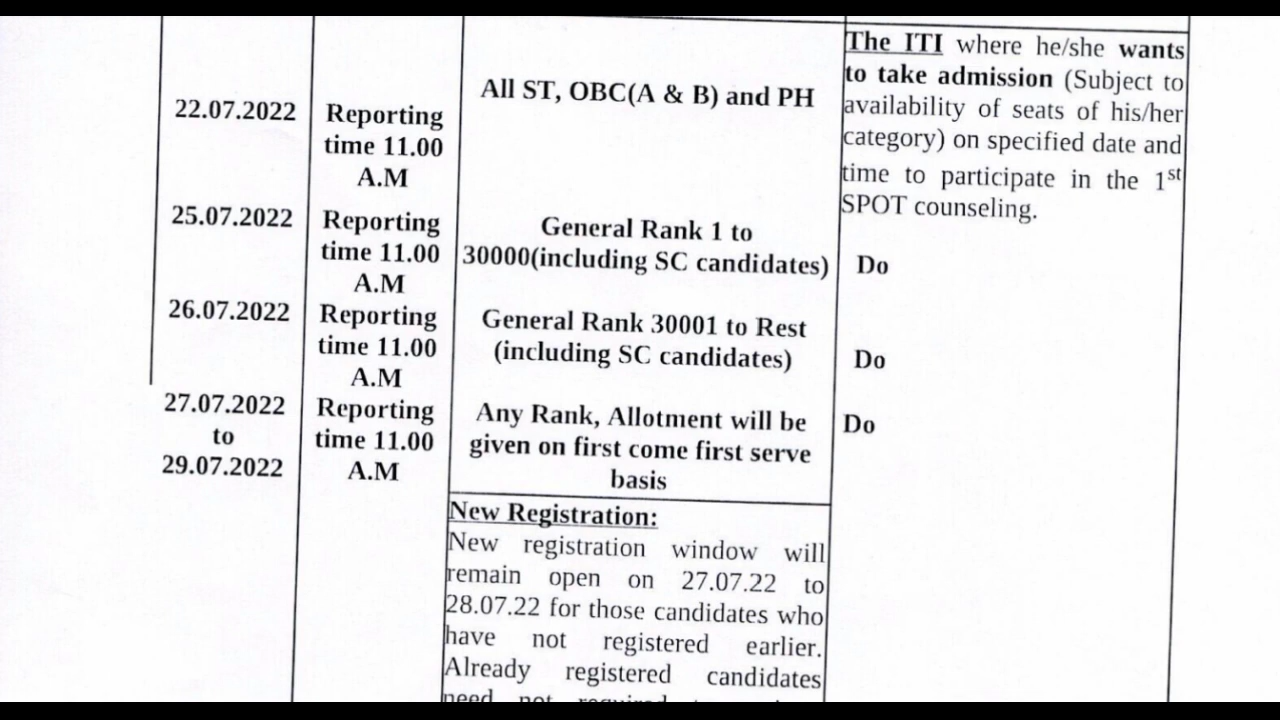 22.07.2022
Reporting
time 11.00
A.M
All ST, OBC(A & B) and PH
The ITI where he/she wants
to take admission (Subject to
availability of seats of his/her
category) on specified date and
time to participate in the 1st
SPOT counseling.
25.07.2022
Reporting
time 11.00
A.M
General Rank 1 to
30000(including SC candidates)
Do
26.07.2022
Reporting
time 11.00
A.M
General Rank 30001 to Rest
(including SC candidates)
Do
27.07.2022
to
29.07.2022
Reporting
time 11.00
A.M
Any Rank, Allotment will be
given on first come first serve
basis
Do
New Registration:
New registration window will
remain open on 27.07.22 to
28.07.22 for those candidates who
have not registered earlier.
Already registered candidates
need not required